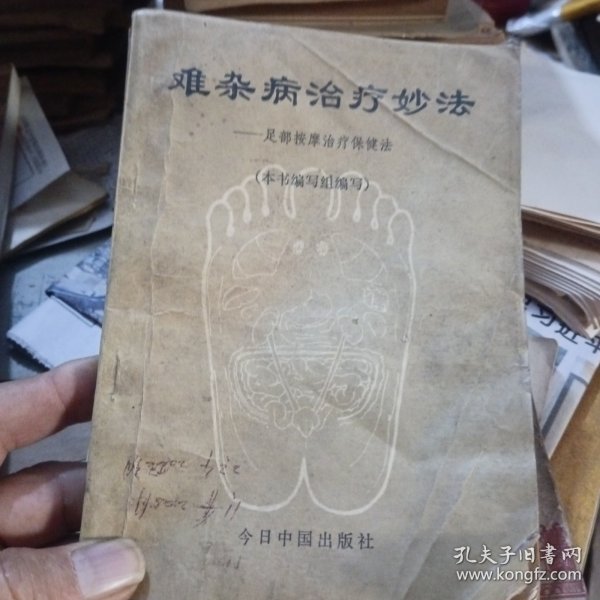 难杂病治疗妙法
——足部按摩治疗保健法
（本书编写组编写）
今日中国出版社
孔夫子旧书网
www.kongfz.com